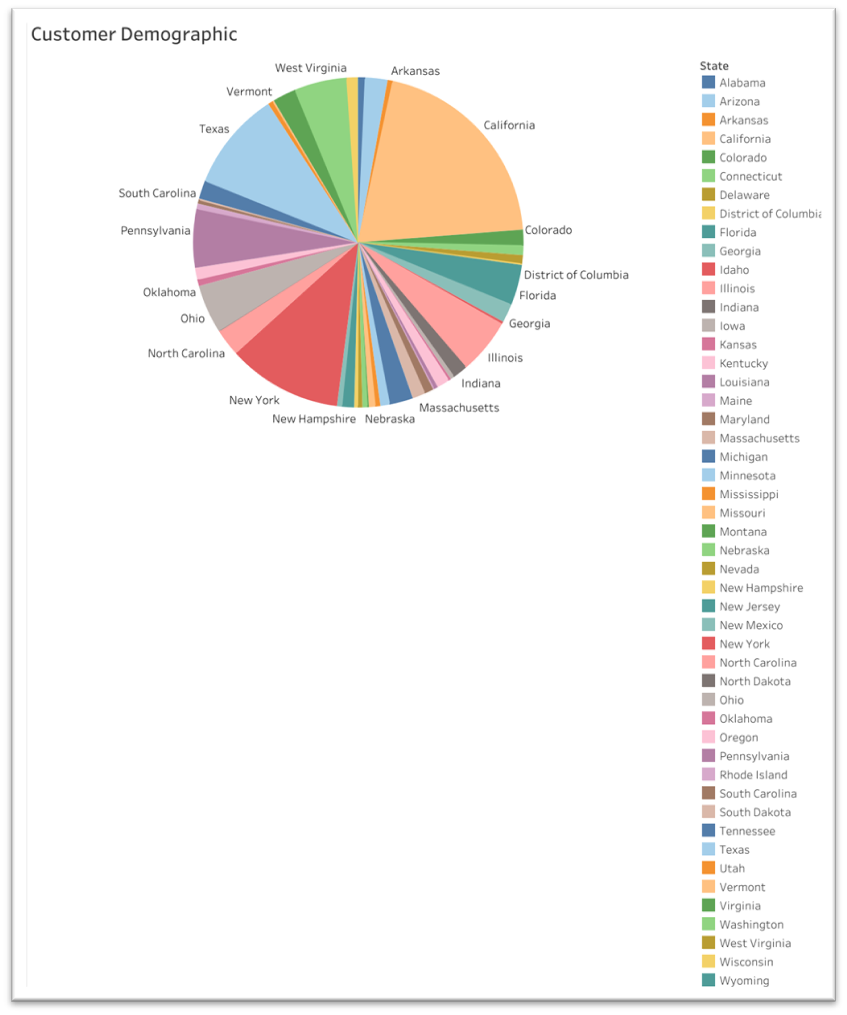 Customer Demographic
West Virginia
Arkansas
Vermont
California
Texas
South Carolina
Pennsylvania
Colorado
District of Columbia
Oklahoma
Florida
Ohio
Georgia
North Carolina
Illinois
Indiana
New York
Massachusetts
New Hampshire
Nebraska
State
Alabama
Arizona
Arkansas
California
Colorado
Connecticut
Delaware
District of Columbia
Florida
Georgia
Idaho
Illinois
Indiana
Iowa
Kansas
Kentucky
Louisiana
Maine
Maryland
Massachusetts
Michigan
Minnesota
Mississippi
Missouri
Montana
Nebraska
Nevada
New Hampshire
New Jersey
New Mexico
New York
North Carolina
North Dakota
Ohio
Oklahoma
Oregon
Pennsylvania
Rhode Island
South Carolina
South Dakota
Tennessee
Texas
Utah
Vermont
Virginia
Washington
West Virginia
Wisconsin
Wyoming